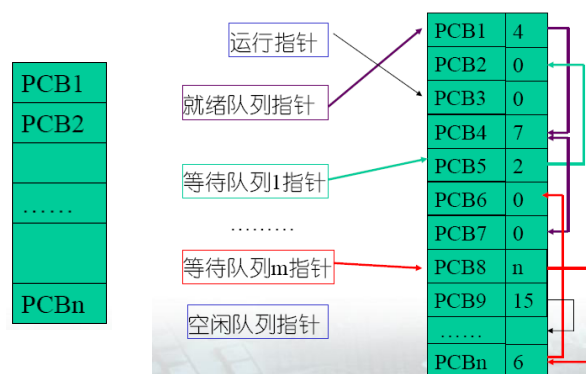 PCB1
PCB2
……
PCBn
运行指针
就绪队列指针
等待队列1指针
………
等待队列m指针
空闲队列指针
PCB1 4
PCB2 0
PCB3 0
PCB4 7
PCB5 2
PCB6 0
PCB7 0
PCB8 n
PCB9 15
……
PCBn 6